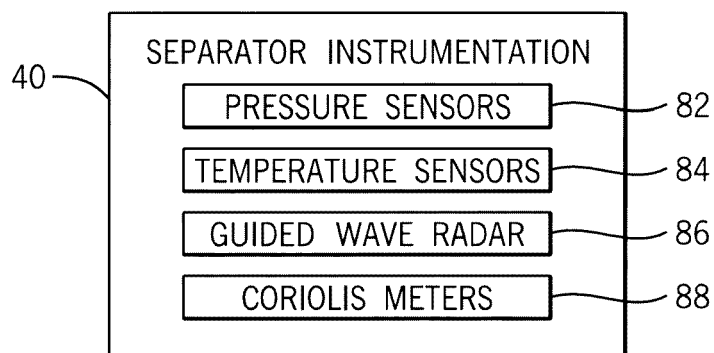 SEPARATOR INSTRUMENTATION
40
PRESSURE SENSORS
82
TEMPERATURE SENSORS
84
GUIDED WAVE RADAR
86
CORIOLIS METERS
88